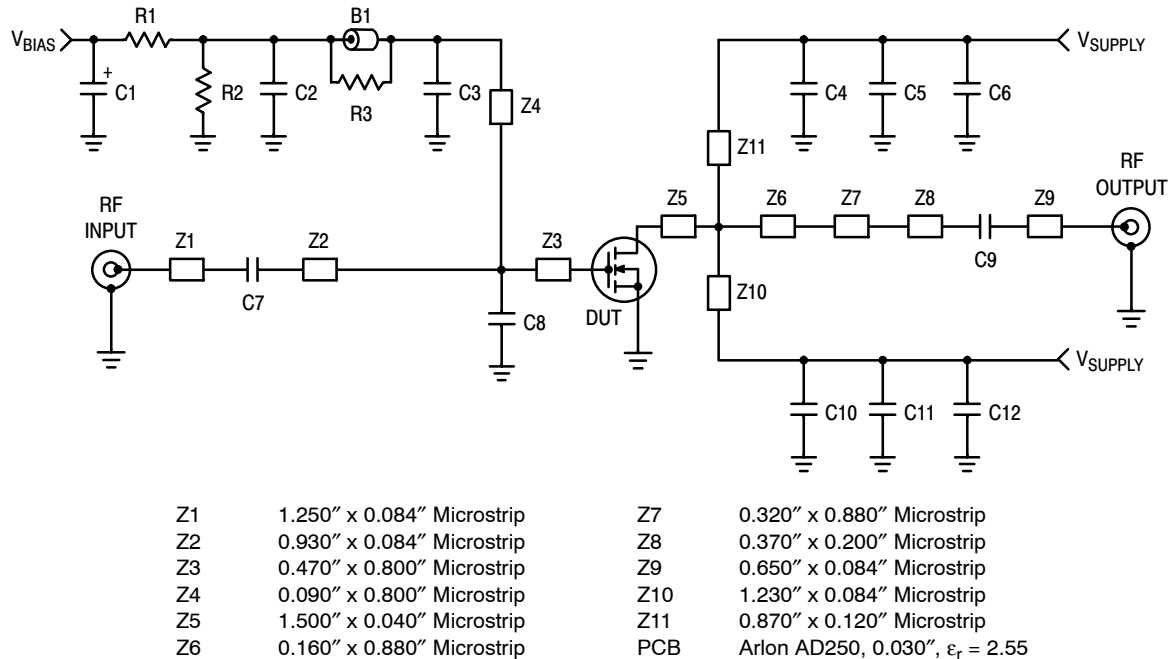 V_BIAS
R1
B1
+
C1
R2
C2
R3
C3
Z4
C4
C5
C6
V_SUPPLY
Z11
RF
INPUT
Z1
Z2
C7
Z3
C8
DUT
Z5
Z6
Z7
Z8
Z9
C9
RF
OUTPUT
Z10
V_SUPPLY
C10
C11
C12
Z1 1.250″ x 0.084″ Microstrip
Z2 0.930″ x 0.084″ Microstrip
Z3 0.470″ x 0.800″ Microstrip
Z4 0.090″ x 0.800″ Microstrip
Z5 1.500″ x 0.040″ Microstrip
Z6 0.160″ x 0.880″ Microstrip
Z7 0.320″ x 0.880″ Microstrip
Z8 0.370″ x 0.200″ Microstrip
Z9 0.650″ x 0.084″ Microstrip
Z10 1.230″ x 0.084″ Microstrip
Z11 0.870″ x 0.120″ Microstrip
PCB Arlon AD250, 0.030″, ε_r = 2.55